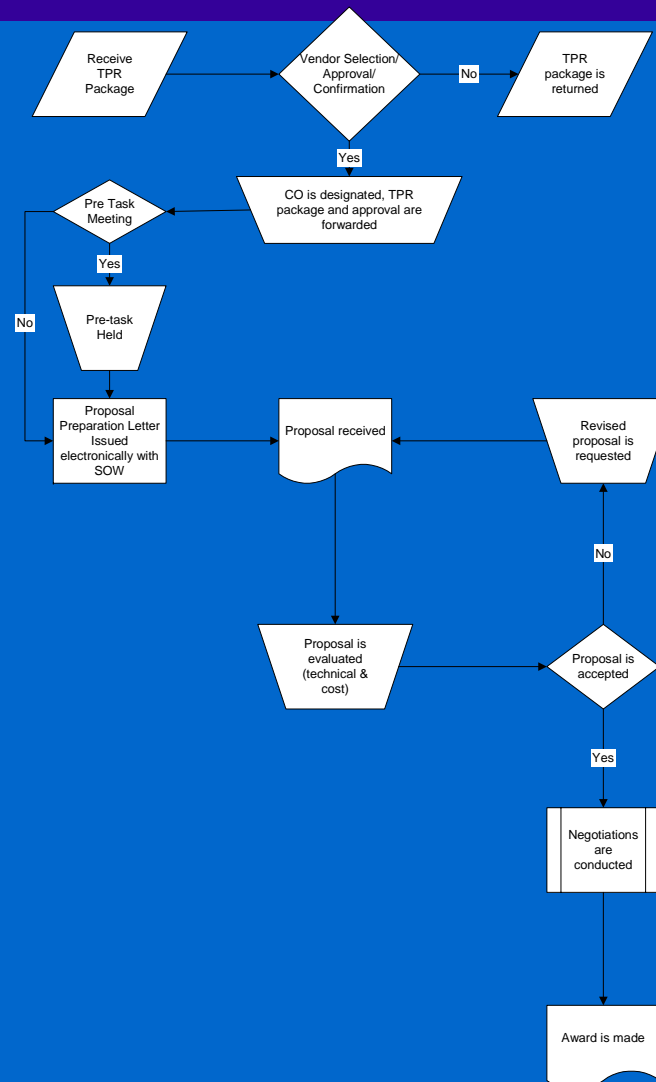 Receive
TPR
Package
Vendor Selection/
Approval/
Confirmation
No
TPR
package is
returned
Yes
CO is designated, TPR
package and approval are
forwarded
Pre Task
Meeting
Yes
No
Pre-task
Held
Proposal
Preparation Letter
Issued
electronically with
SOW
Proposal received
Revised
proposal is
requested
No
Proposal is
evaluated
(technical &
cost)
Proposal is
accepted
Yes
Negotiations
are
conducted
Award is made